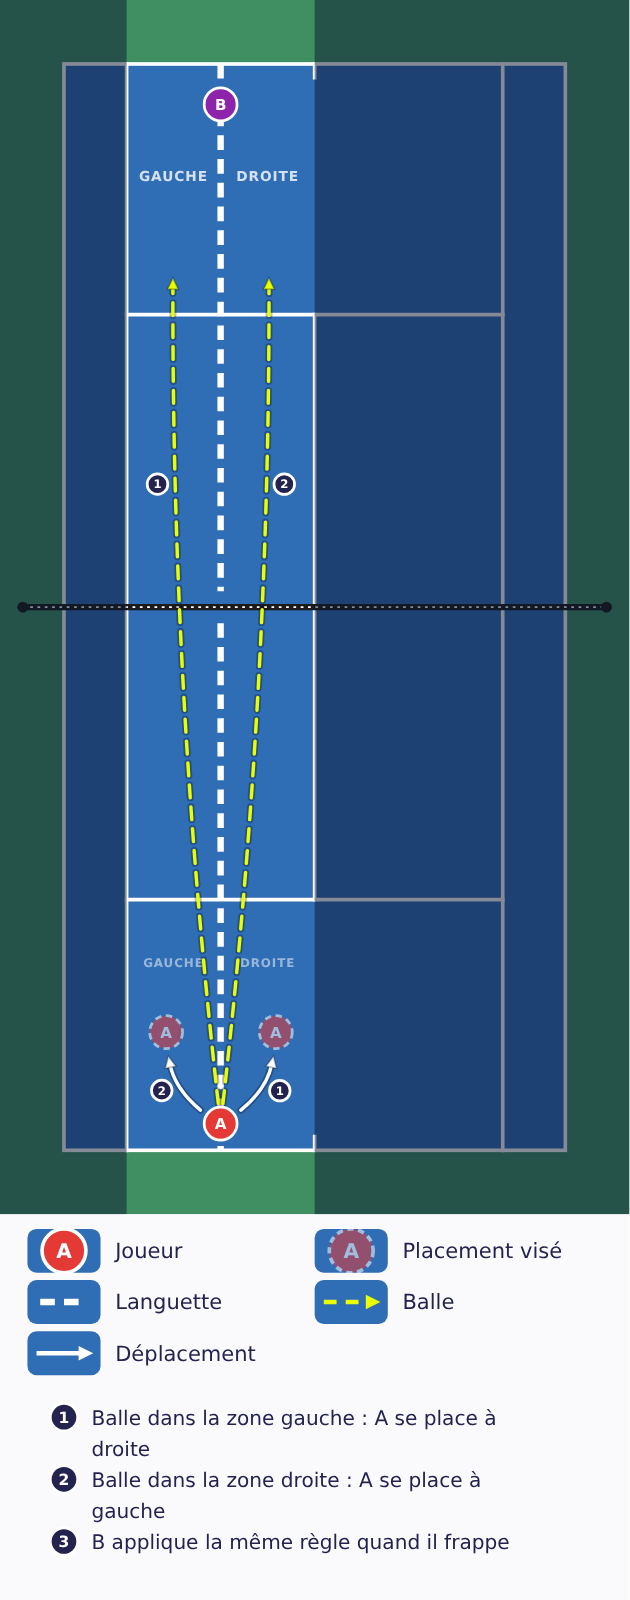 B
GAUCHE DROITE
1 2
GAUCHE DROITE
A A
2 1
A
A Joueur
A Placement visé
Languette
Balle
Déplacement
1 Balle dans la zone gauche : A se place à
droite
2 Balle dans la zone droite : A se place à
gauche
3 B applique la même règle quand il frappe